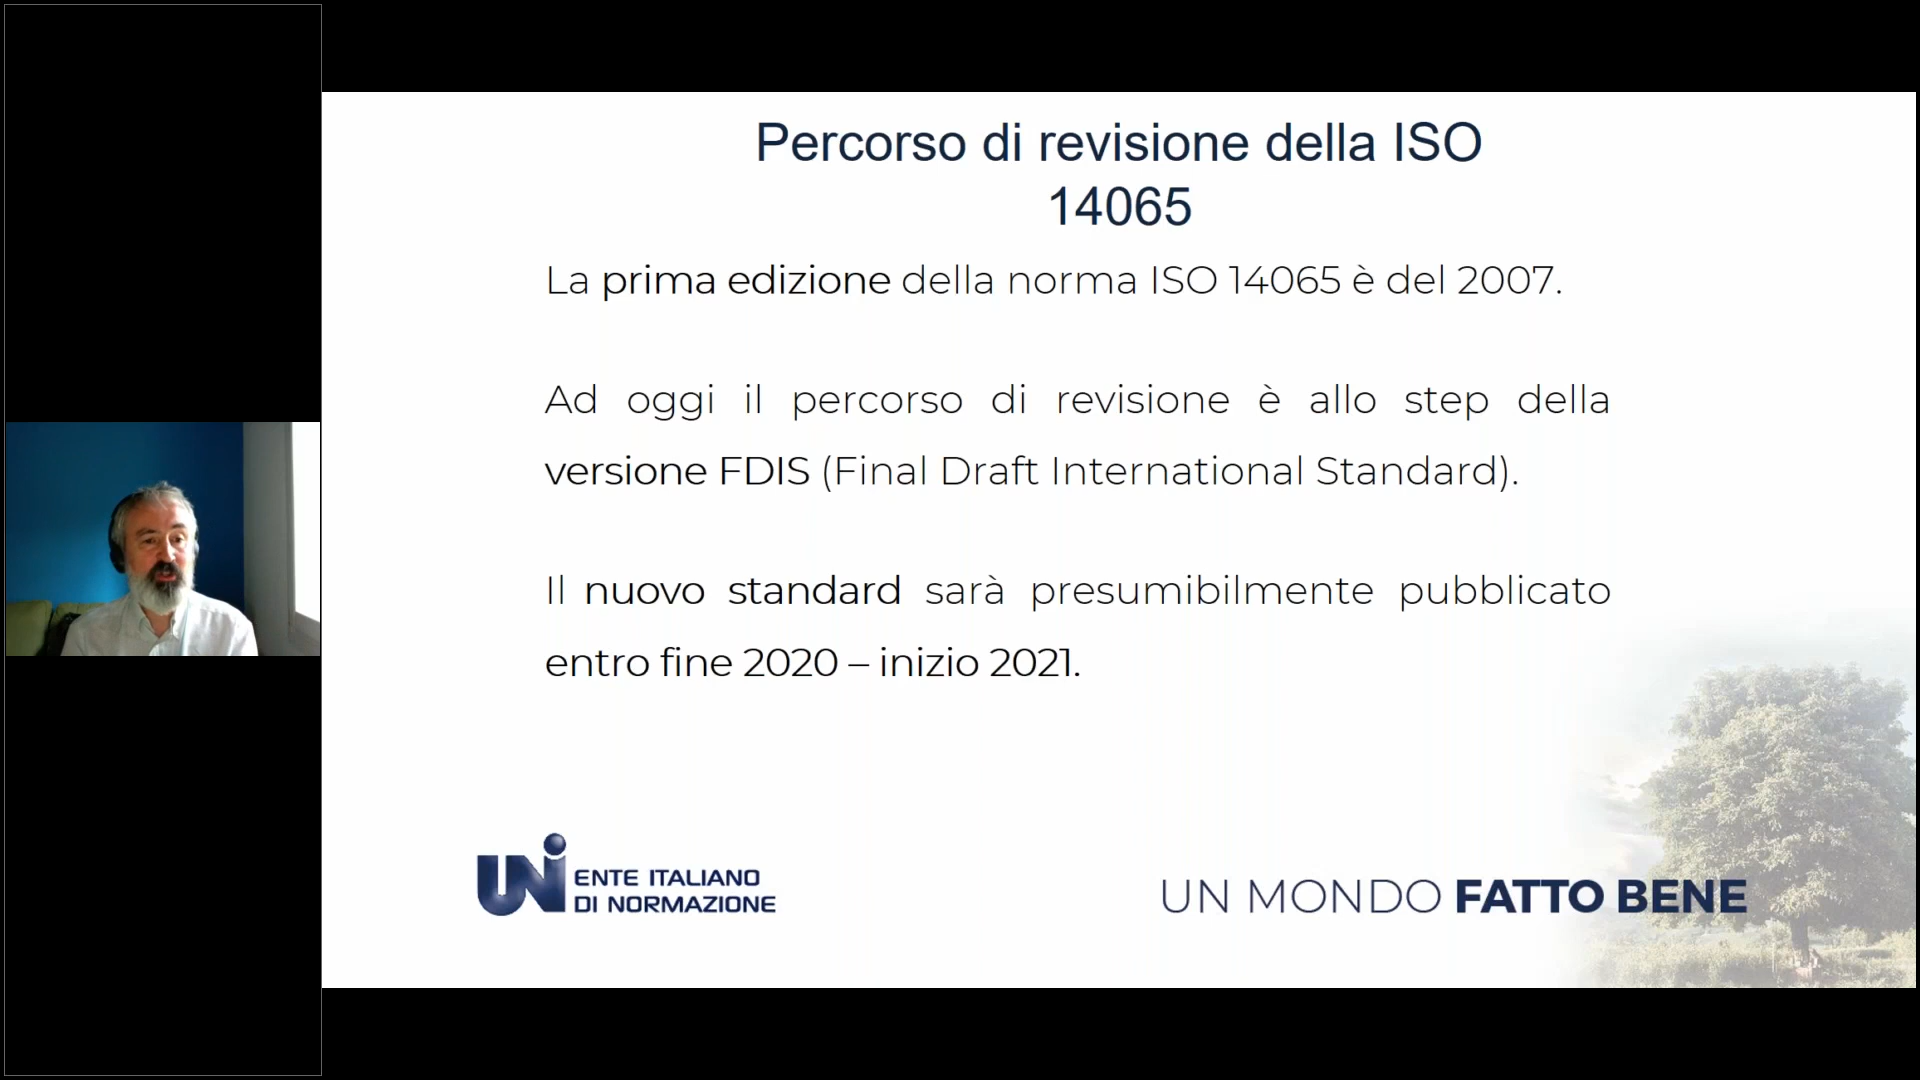 Percorso di revisione della ISO
14065
La prima edizione della norma ISO 14065 è del 2007.
Ad oggi il percorso di revisione è allo step della
versione FDIS (Final Draft International Standard).
Il nuovo standard sarà presumibilmente pubblicato
entro fine 2020 – inizio 2021.
UNi
ENTE ITALIANO
DI NORMAZIONE
UN MONDO FATTO BENE